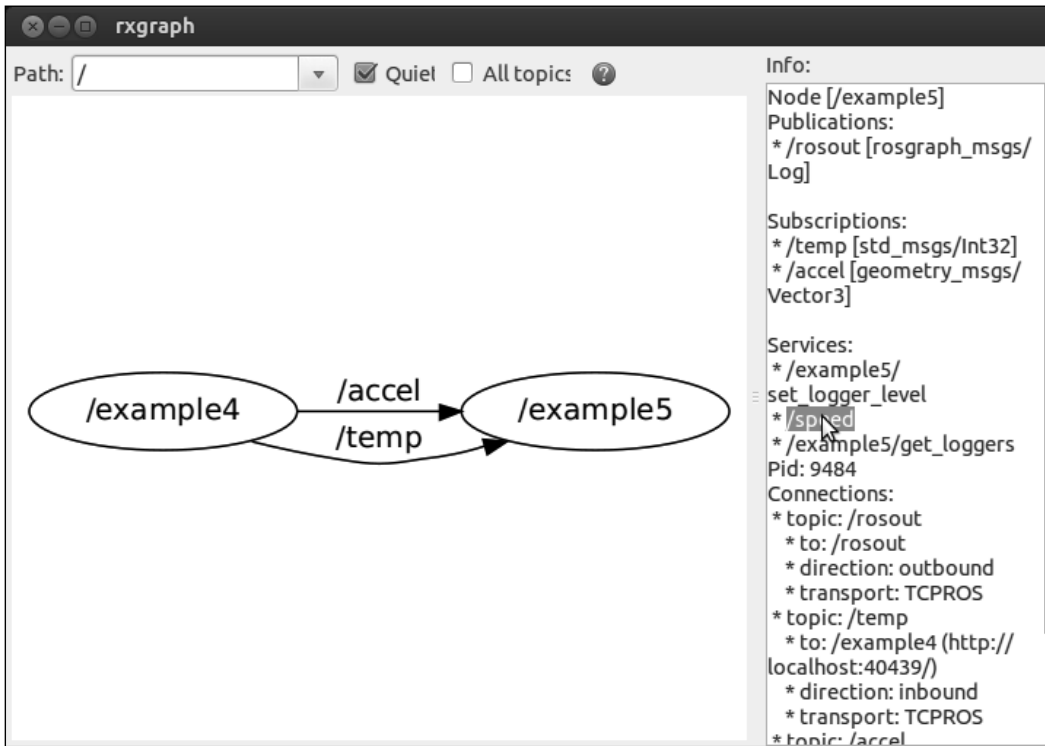 rxgraph
Path: /
Quiet
All topics
?
/example4
/accel
/temp
/example5
Info:
Node [/example5]
Publications:
* /rosout [rosgraph_msgs/
Log]
Subscriptions:
* /temp [std_msgs/Int32]
* /accel [geometry_msgs/
Vector3]
Services:
* /example5/
set_logger_level
* /speed
* /example5/get_loggers
Pid: 9484
Connections:
* topic: /rosout
* to: /rosout
* direction: outbound
* transport: TCPROS
* topic: /temp
* to: /example4 (http://
localhost:40439/)
* direction: inbound
* transport: TCPROS
* topic: /accel